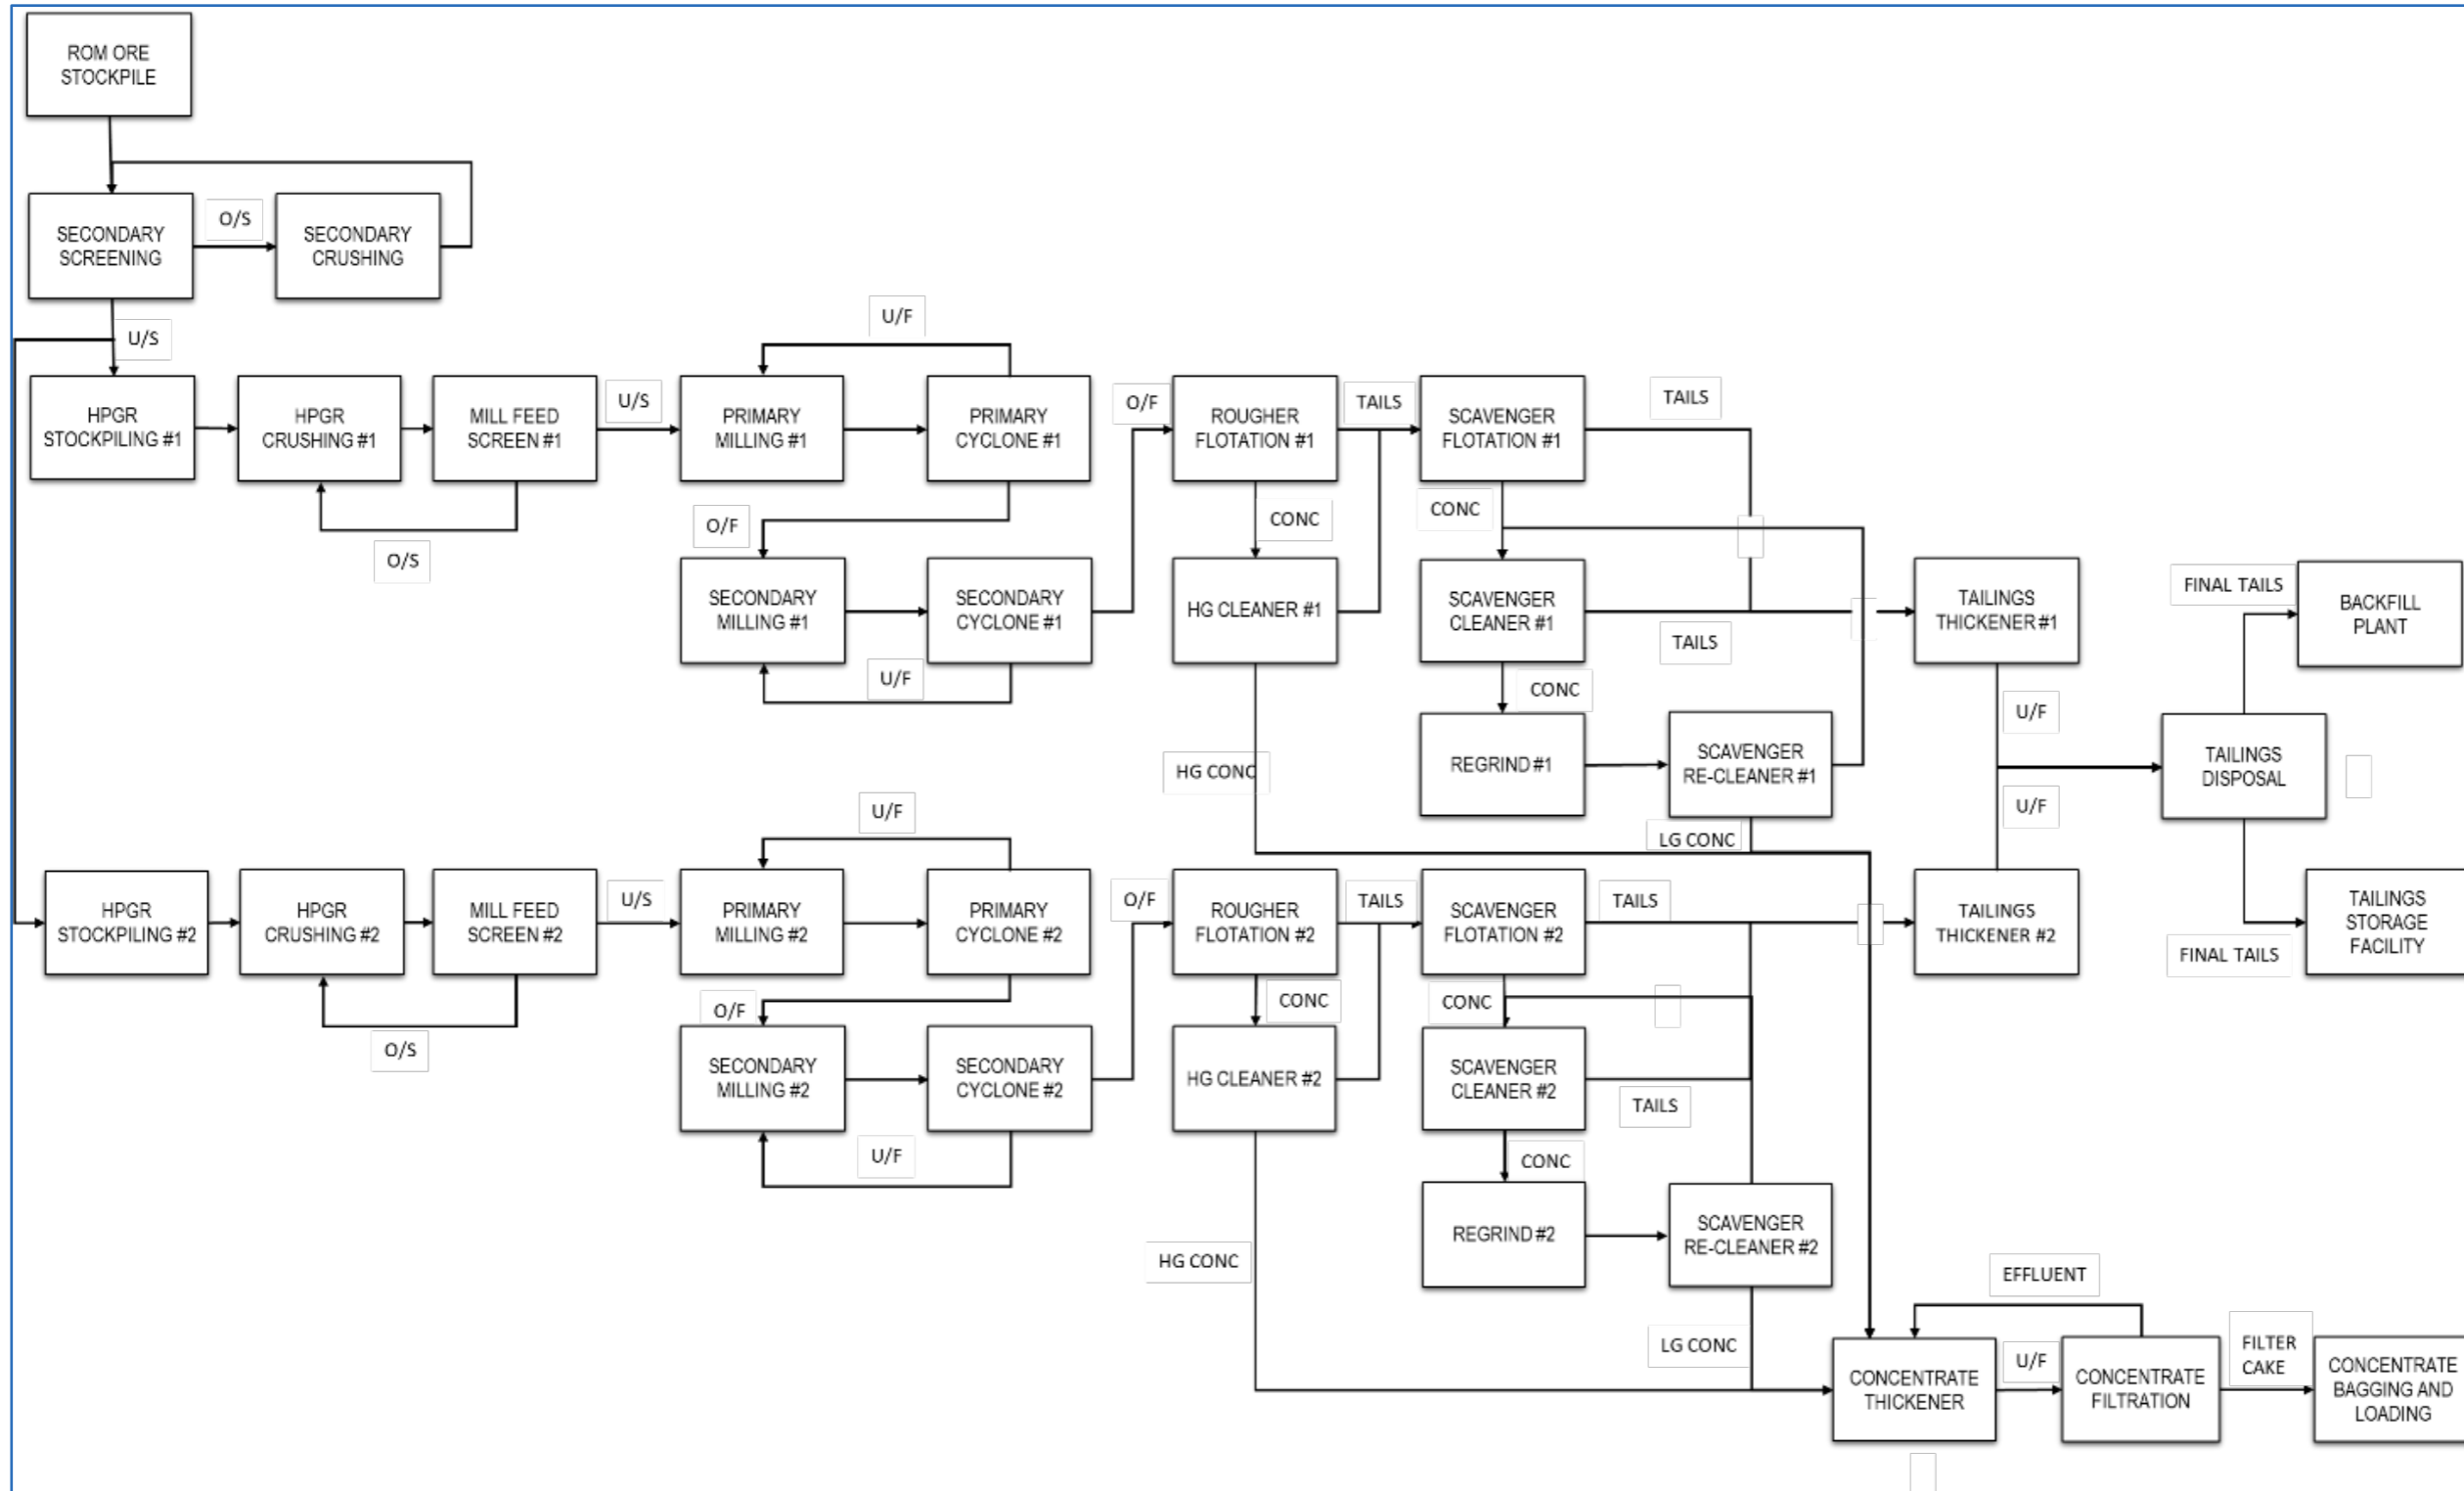 ROM ORE
STOCKPILE
SECONDARY
SCREENING
O/S
SECONDARY
CRUSHING
U/S
HPGR
STOCKPILING #1
HPGR
CRUSHING #1
MILL FEED
SCREEN #1
O/S
U/S
PRIMARY
MILLING #1
U/F
PRIMARY
CYCLONE #1
O/F
SECONDARY
MILLING #1
SECONDARY
CYCLONE #1
U/F
O/F
ROUGHER
FLOTATION #1
TAILS
CONC
HG CLEANER #1
HG CONC
SCAVENGER
FLOTATION #1
TAILS
CONC
SCAVENGER
CLEANER #1
TAILS
CONC
REGRIND #1
SCAVENGER
RE-CLEANER #1
LG CONC
TAILINGS
THICKENER #1
U/F
U/F
TAILINGS
DISPOSAL
FINAL TAILS
BACKFILL
PLANT
HPGR
STOCKPILING #2
HPGR
CRUSHING #2
MILL FEED
SCREEN #2
O/S
U/S
PRIMARY
MILLING #2
U/F
PRIMARY
CYCLONE #2
O/F
SECONDARY
MILLING #2
SECONDARY
CYCLONE #2
U/F
O/F
ROUGHER
FLOTATION #2
TAILS
CONC
HG CLEANER #2
HG CONC
SCAVENGER
FLOTATION #2
TAILS
CONC
SCAVENGER
CLEANER #2
TAILS
CONC
REGRIND #2
SCAVENGER
RE-CLEANER #2
LG CONC
TAILINGS
THICKENER #2
FINAL TAILS
TAILINGS
STORAGE
FACILITY
EFFLUENT
CONCENTRATE
THICKENER
U/F
CONCENTRATE
FILTRATION
FILTER
CAKE
CONCENTRATE
BAGGING AND
LOADING